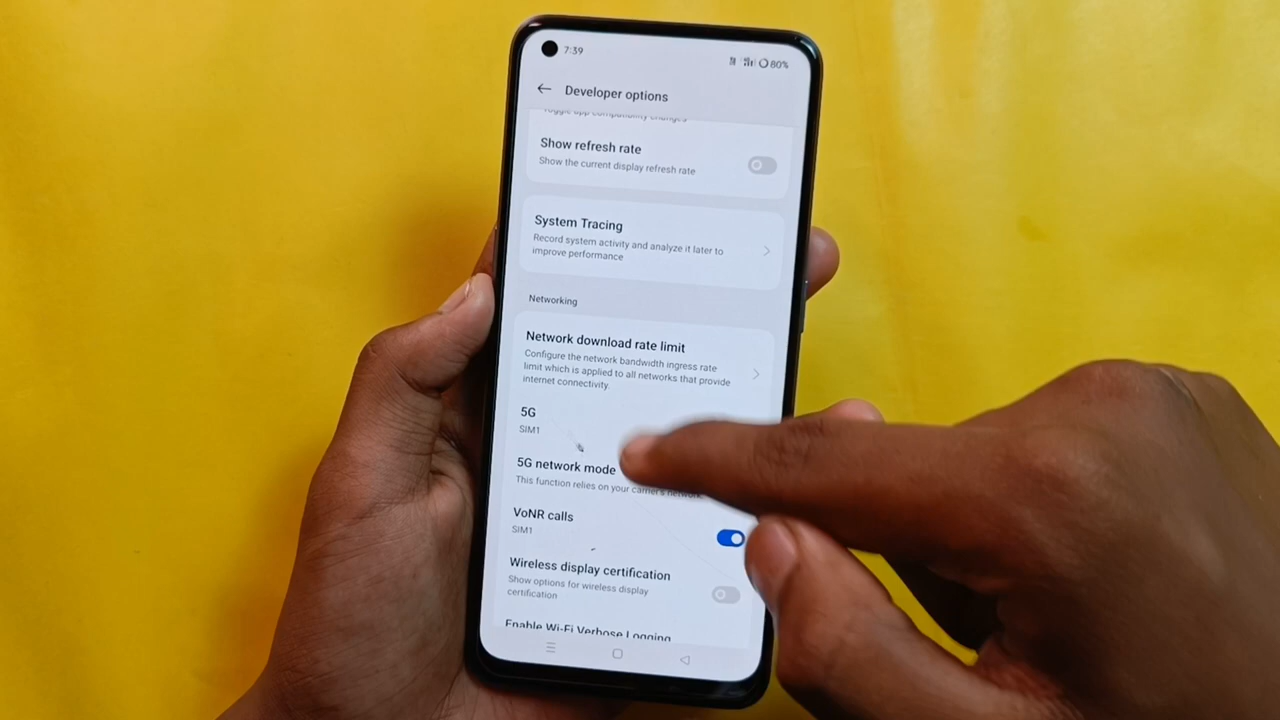 7:39
80%
Developer options
Toggle app compatibility changes
Show refresh rate
Show the current display refresh rate
System Tracing
Record system activity and analyze it later to
improve performance
Networking
Network download rate limit
Configure the network bandwidth ingress rate
limit which is applied to all networks that provide
internet connectivity.
5G
SIM1
5G network mode
This function relies on your carrier's network.
VoNR calls
SIM1
Wireless display certification
Show options for wireless display
certification
Enable Wi-Fi Verbose Logging